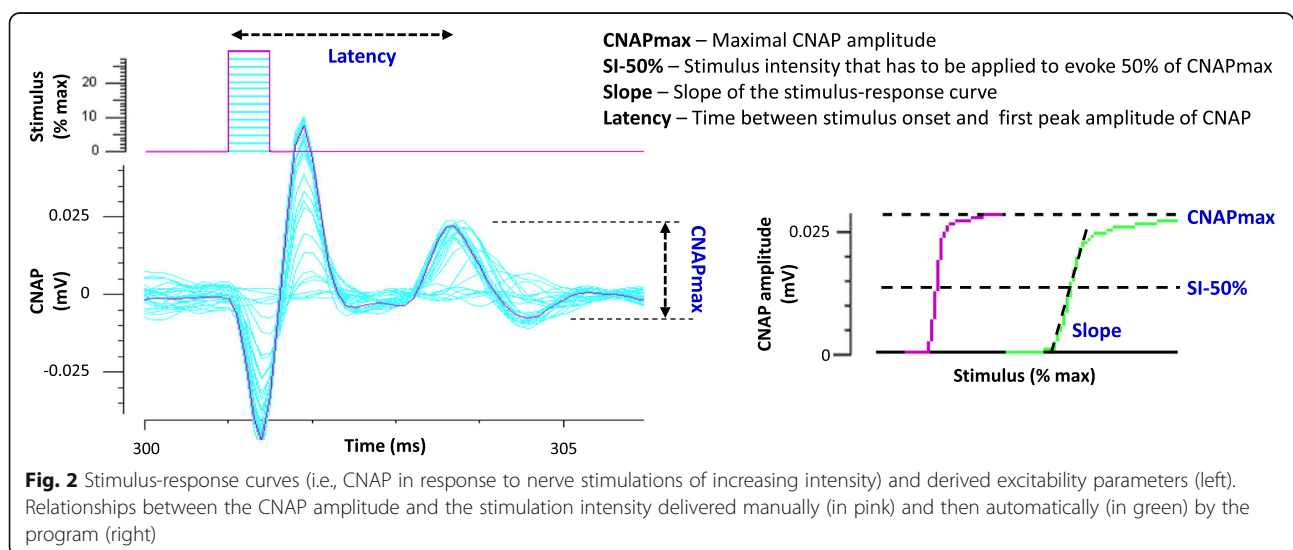 Latency
CNAPmax – Maximal CNAP amplitude
SI-50% – Stimulus intensity that has to be applied to evoke 50% of CNAPmax
Slope – Slope of the stimulus-response curve
Latency – Time between stimulus onset and first peak amplitude of CNAP
Stimulus
(% max)
20
10
0
CNAP
(mV)
0.025
0
-0.025
CNAPmax
300
Time (ms)
305
CNAP amplitude
(mV)
0.025
0
CNAPmax
SI-50%
Slope
Stimulus (% max)
Fig. 2 Stimulus-response curves (i.e., CNAP in response to nerve stimulations of increasing intensity) and derived excitability parameters (left).
Relationships between the CNAP amplitude and the stimulation intensity delivered manually (in pink) and then automatically (in green) by the
program (right)